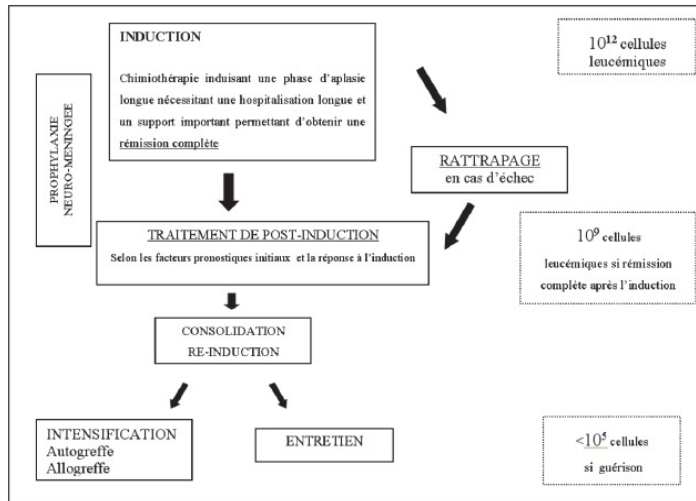 INDUCTION
Chimiothérapie induisant une phase d'aplasie
longue nécessitant une hospitalisation longue et
un support important permettant d'obtenir une
rémission complète
10¹² cellules
leucémiques
PROPHYLAXIE
NEURO-MENINGEE
RATTRAPAGE
en cas d'échec
TRAITEMENT DE POST-INDUCTION
Selon les facteurs pronostiques initiaux et la réponse à l'induction
10⁹ cellules
leucémiques si rémission
complète après l'induction
CONSOLIDATION
RE-INDUCTION
INTENSIFICATION
Autogreffe
Allogreffe
ENTRETIEN
<10⁵ cellules
si guérison